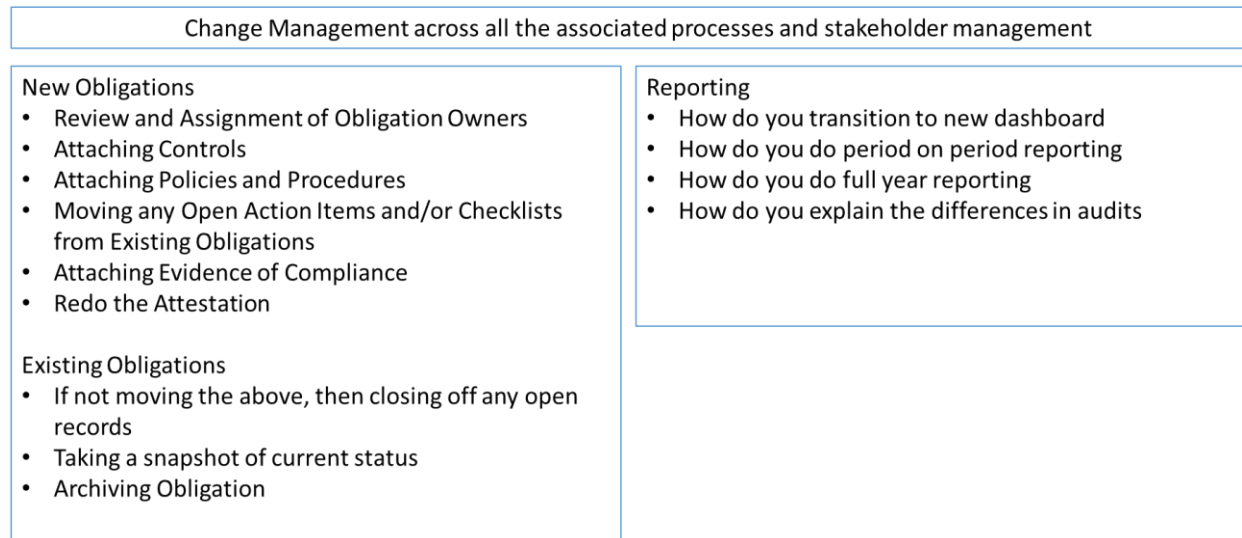 Change Management across all the associated processes and stakeholder management
New Obligations
• Review and Assignment of Obligation Owners
• Attaching Controls
• Attaching Policies and Procedures
• Moving any Open Action Items and/or Checklists
from Existing Obligations
• Attaching Evidence of Compliance
• Redo the Attestation
Existing Obligations
• If not moving the above, then closing off any open
records
• Taking a snapshot of current status
• Archiving Obligation
Reporting
• How do you transition to new dashboard
• How do you do period on period reporting
• How do you do full year reporting
• How do you explain the differences in audits